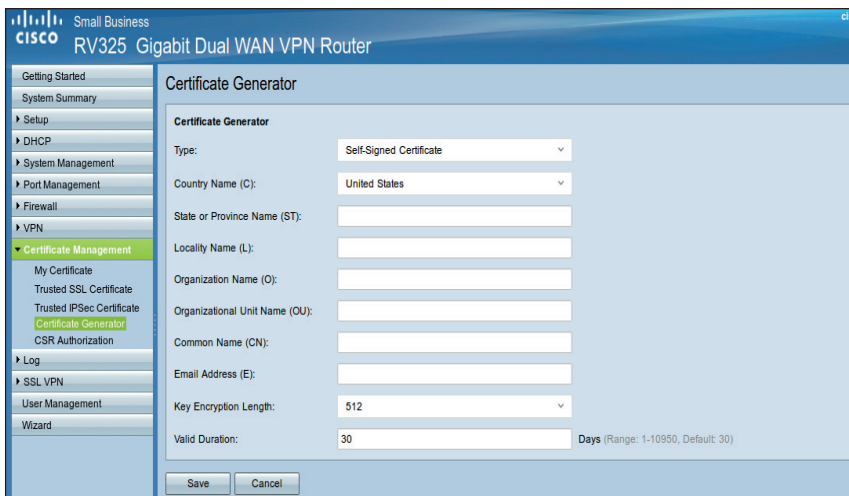 Small Business
CISCO RV325 Gigabit Dual WAN VPN Router
Getting Started
System Summary
Setup
DHCP
System Management
Port Management
Firewall
VPN
Certificate Management
My Certificate
Trusted SSL Certificate
Trusted IPSec Certificate
Certificate Generator
CSR Authorization
Log
SSL VPN
User Management
Wizard
Certificate Generator
Certificate Generator
Type: Self-Signed Certificate
Country Name (C): United States
State or Province Name (ST):
Locality Name (L):
Organization Name (O):
Organizational Unit Name (OU):
Common Name (CN):
Email Address (E):
Key Encryption Length: 512
Valid Duration: 30 Days (Range: 1-10950, Default: 30)
Save Cancel